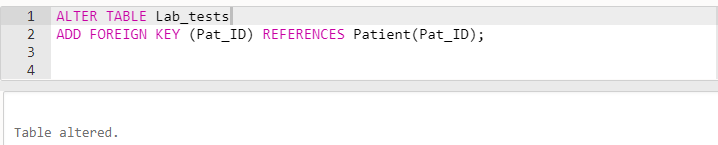 1 ALTER TABLE Lab_tests
2 ADD FOREIGN KEY (Pat_ID) REFERENCES Patient(Pat_ID);
3
4
Table altered.